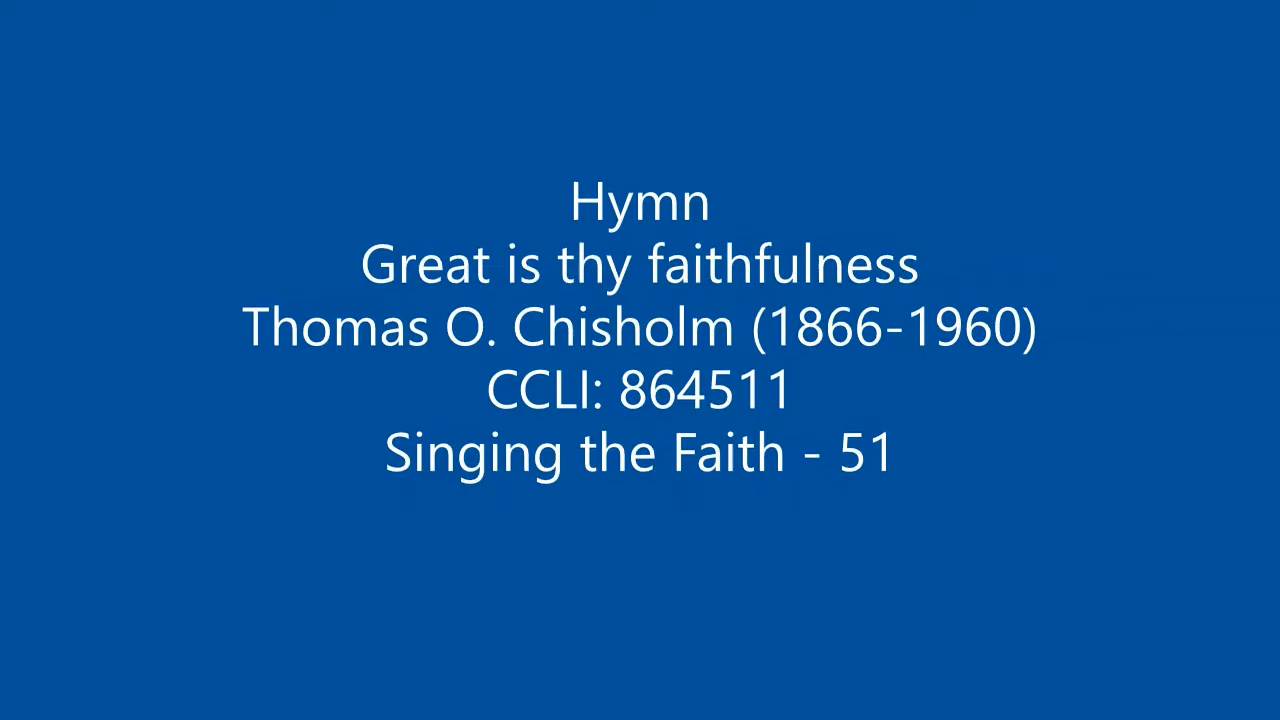 Hymn
Great is thy faithfulness
Thomas O. Chisholm (1866-1960)
CCLI: 864511
Singing the Faith - 51